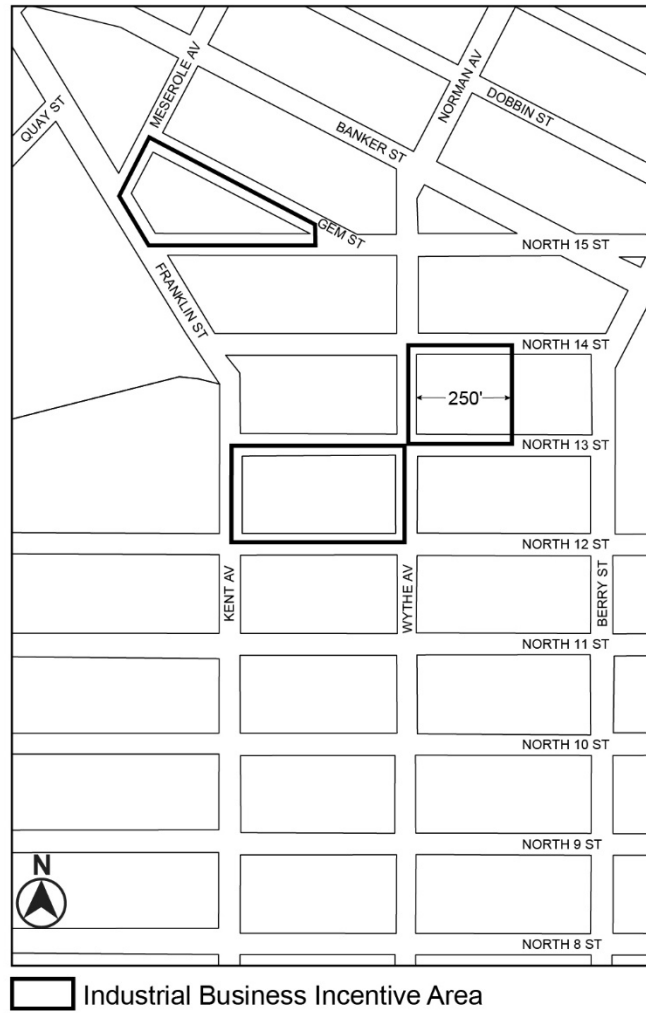 MESEROLE AV
NORMAN AV
QUAY ST
DOBBIN ST
BANKER ST
GEM ST
NORTH 15 ST
FRANKLIN ST
NORTH 14 ST
250'
NORTH 13 ST
NORTH 12 ST
KENT AV
WYTHE AV
BERRY ST
NORTH 11 ST
NORTH 10 ST
NORTH 9 ST
N
NORTH 8 ST
Industrial Business Incentive Area